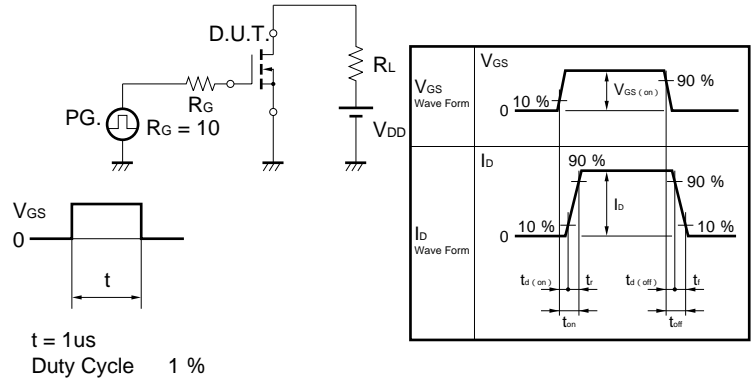 D.U.T.
RL
RG
PG.
RG = 10
VDD
VGS
0
t
t = 1us
Duty Cycle 1 %
VGS
Wave Form
VGS
10 %
0
VGS (on)
90 %
ID
Wave Form
ID
90 %
90 %
10 %
ID
10 %
0
td (on)
tr
td (off)
tf
ton
toff